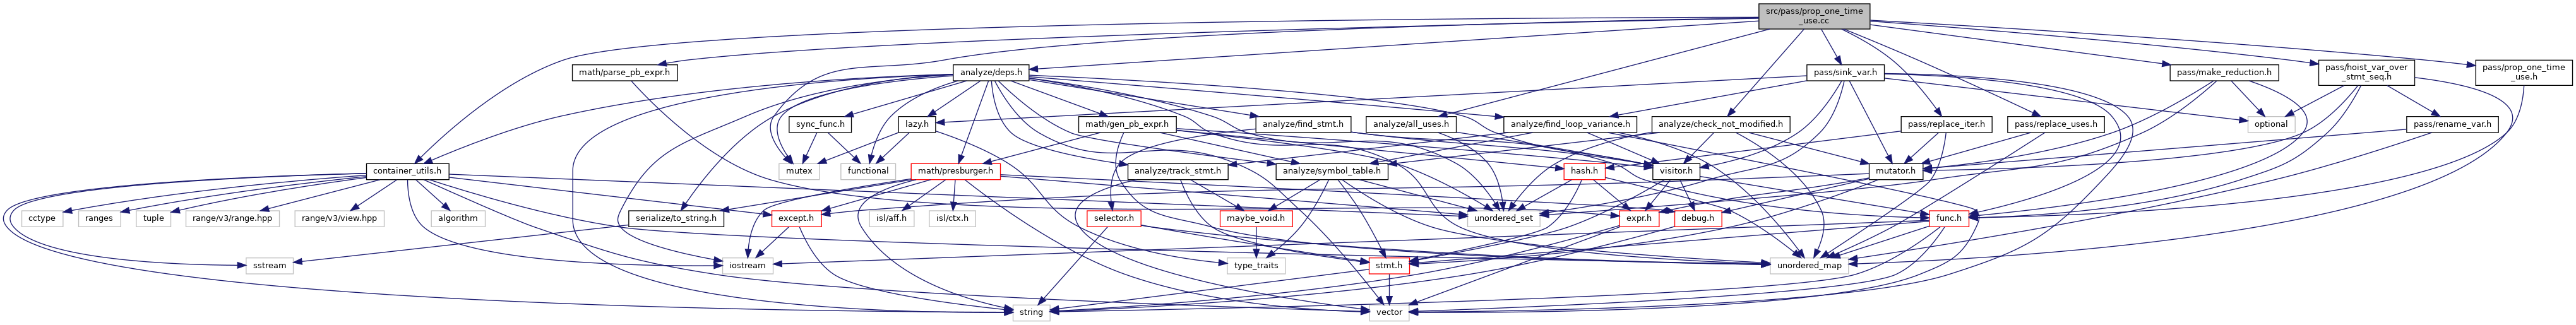 src/pass/prop_one_time
_use.cc
math/parse_pb_expr.h
analyze/deps.h
pass/sink_var.h
pass/make_reduction.h
pass/hoist_var_over
_stmt_seq.h
pass/prop_one_time
_use.h
sync_func.h
lazy.h
math/gen_pb_expr.h
analyze/find_stmt.h
analyze/all_uses.h
analyze/find_loop_variance.h
analyze/check_not_modified.h
pass/replace_iter.h
pass/replace_uses.h
optional
pass/rename_var.h
container_utils.h
mutex
functional
math/presburger.h
analyze/track_stmt.h
analyze/symbol_table.h
hash.h
visitor.h
mutator.h
cctype
ranges
tuple
range/v3/range.hpp
range/v3/view.hpp
algorithm
serialize/to_string.h
except.h
isl/aff.h
isl/ctx.h
selector.h
maybe_void.h
unordered_set
expr.h
debug.h
func.h
sstream
iostream
type_traits
stmt.h
unordered_map
string
vector